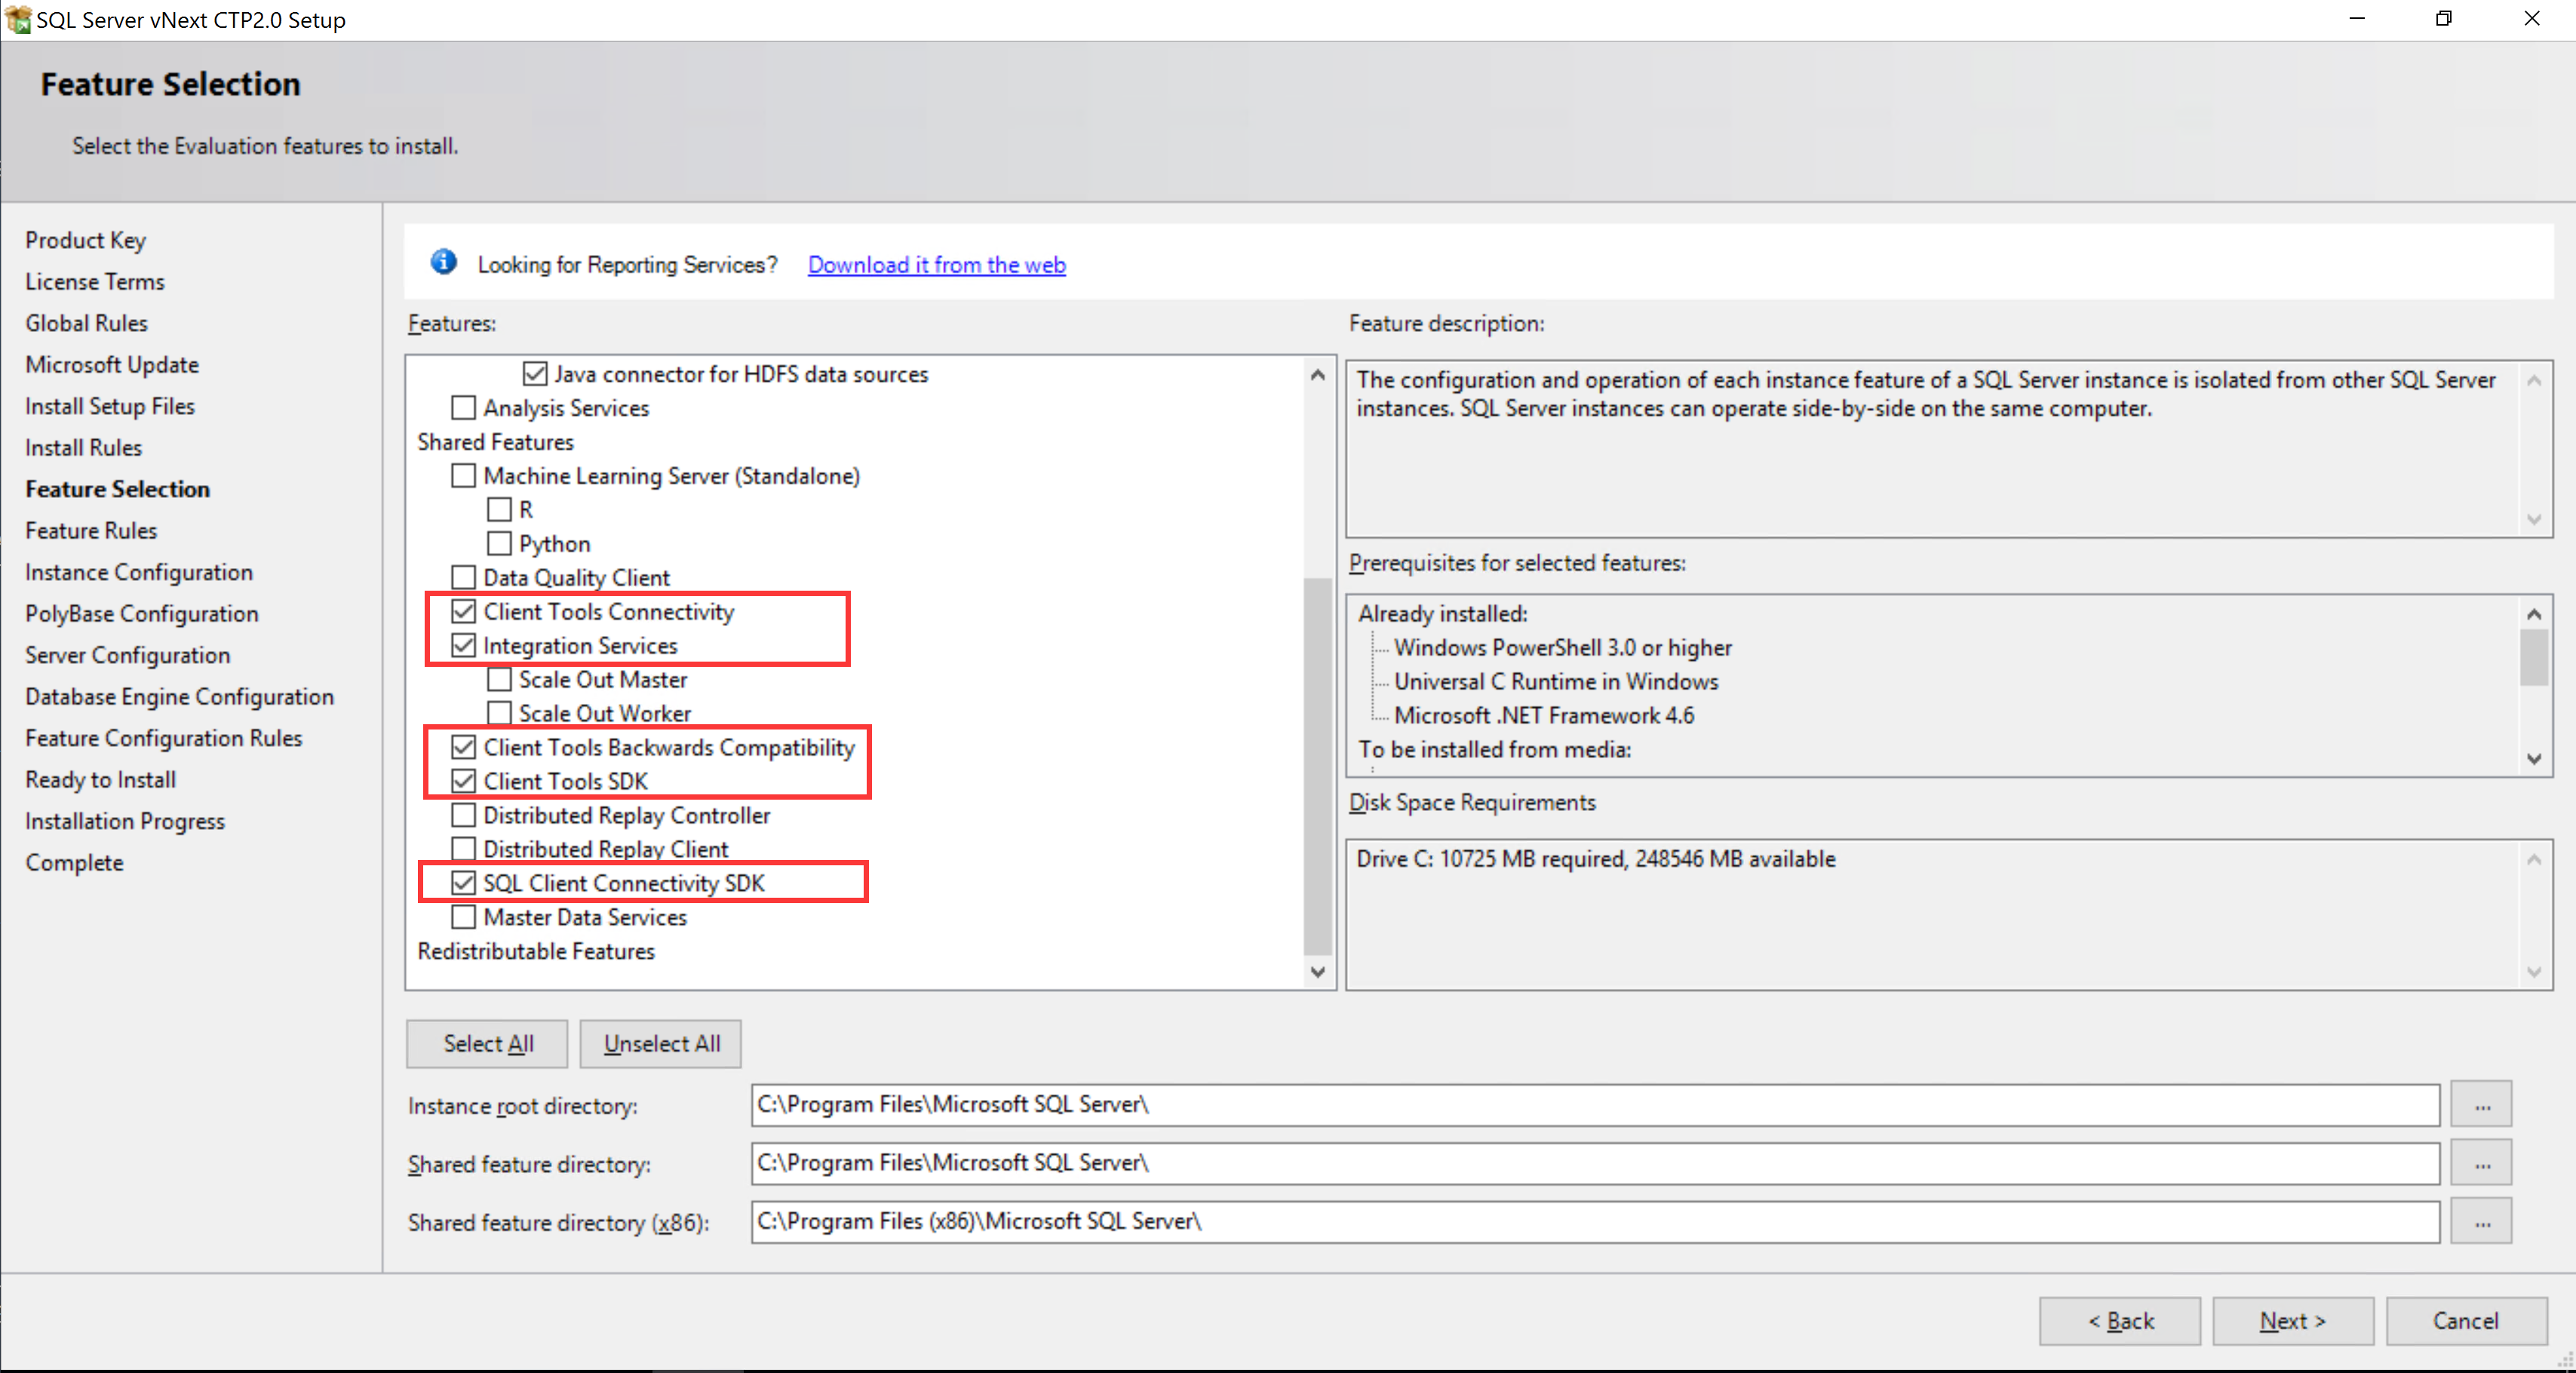 SQL Server vNext CTP2.0 Setup
Feature Selection
Select the Evaluation features to install.
Product Key
License Terms
Global Rules
Microsoft Update
Install Setup Files
Install Rules
Feature Selection
Feature Rules
Instance Configuration
PolyBase Configuration
Server Configuration
Database Engine Configuration
Feature Configuration Rules
Ready to Install
Installation Progress
Complete
Looking for Reporting Services? Download it from the web
Features:
Java connector for HDFS data sources
Analysis Services
Shared Features
Machine Learning Server (Standalone)
R
Python
Data Quality Client
Client Tools Connectivity
Integration Services
Scale Out Master
Scale Out Worker
Client Tools Backwards Compatibility
Client Tools SDK
Distributed Replay Controller
Distributed Replay Client
SQL Client Connectivity SDK
Master Data Services
Redistributable Features
Feature description:
The configuration and operation of each instance feature of a SQL Server instance is isolated from other SQL Server
instances. SQL Server instances can operate side-by-side on the same computer.
Prerequisites for selected features:
Already installed:
Windows PowerShell 3.0 or higher
Universal C Runtime in Windows
Microsoft .NET Framework 4.6
To be installed from media:
Disk Space Requirements
Drive C: 10725 MB required, 248546 MB available
Select All
Unselect All
Instance root directory: C:\Program Files\Microsoft SQL Server\ ...
Shared feature directory: C:\Program Files\Microsoft SQL Server\ ...
Shared feature directory (x86): C:\Program Files (x86)\Microsoft SQL Server\ ...
< Back
Next >
Cancel